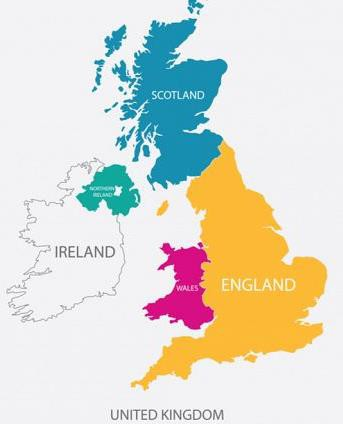 SCOTLAND
NORTHERN
IRELAND
IRELAND
WALES
ENGLAND
UNITED KINGDOM